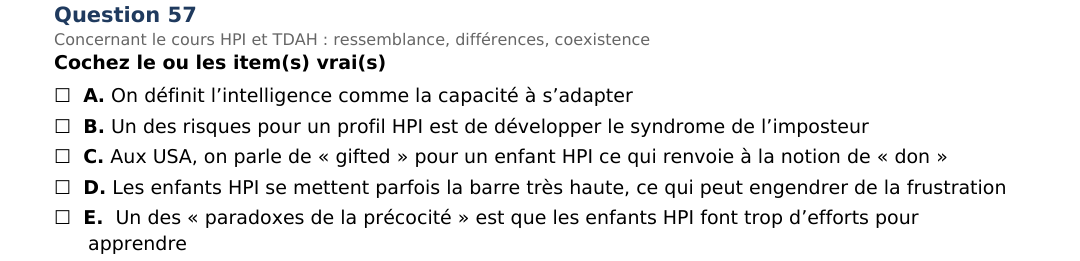 Question 57
Concernant le cours HPI et TDAH : ressemblance, différences, coexistence
Cochez le ou les item(s) vrai(s)
☐ A. On définit l’intelligence comme la capacité à s’adapter
☐ B. Un des risques pour un profil HPI est de développer le syndrome de l’imposteur
☐ C. Aux USA, on parle de « gifted » pour un enfant HPI ce qui renvoie à la notion de « don »
☐ D. Les enfants HPI se mettent parfois la barre très haute, ce qui peut engendrer de la frustration
☐ E. Un des « paradoxes de la précocité » est que les enfants HPI font trop d’efforts pour
apprendre